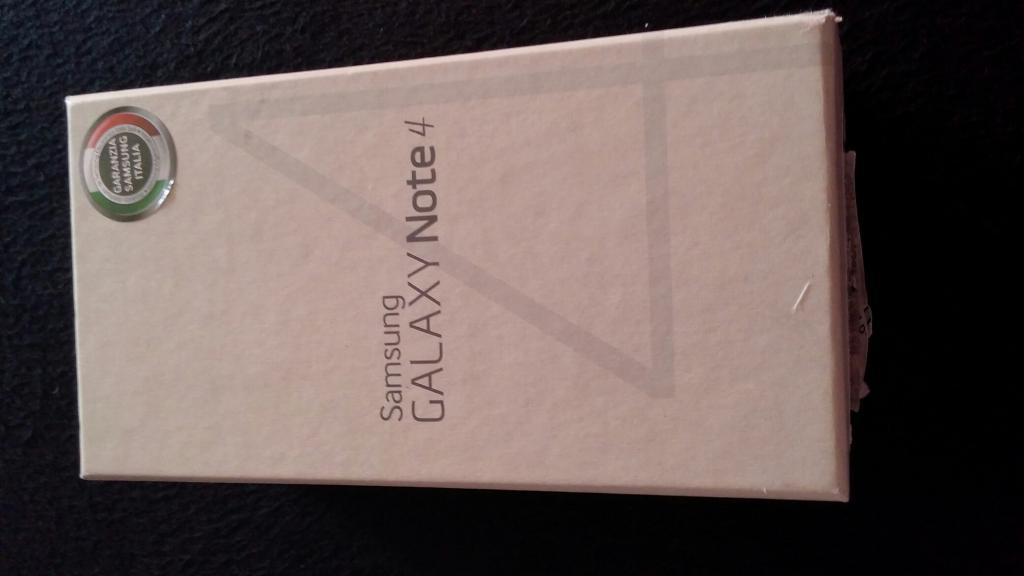 GARANZIA
SAMSUNG
ITALIA
Samsung
GALAXY Note 4